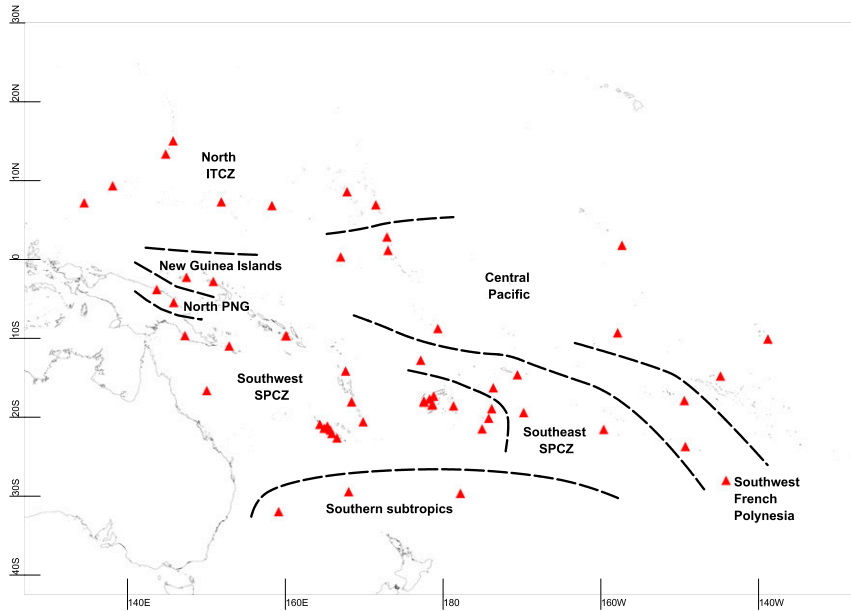 30N
20N
10N
0
10S
20S
30S
40S
North
ITCZ
New Guinea Islands
North PNG
Central
Pacific
Southwest
SPCZ
Southeast
SPCZ
Southwest
French
Polynesia
Southern subtropics
140E
160E
180
160W
140W